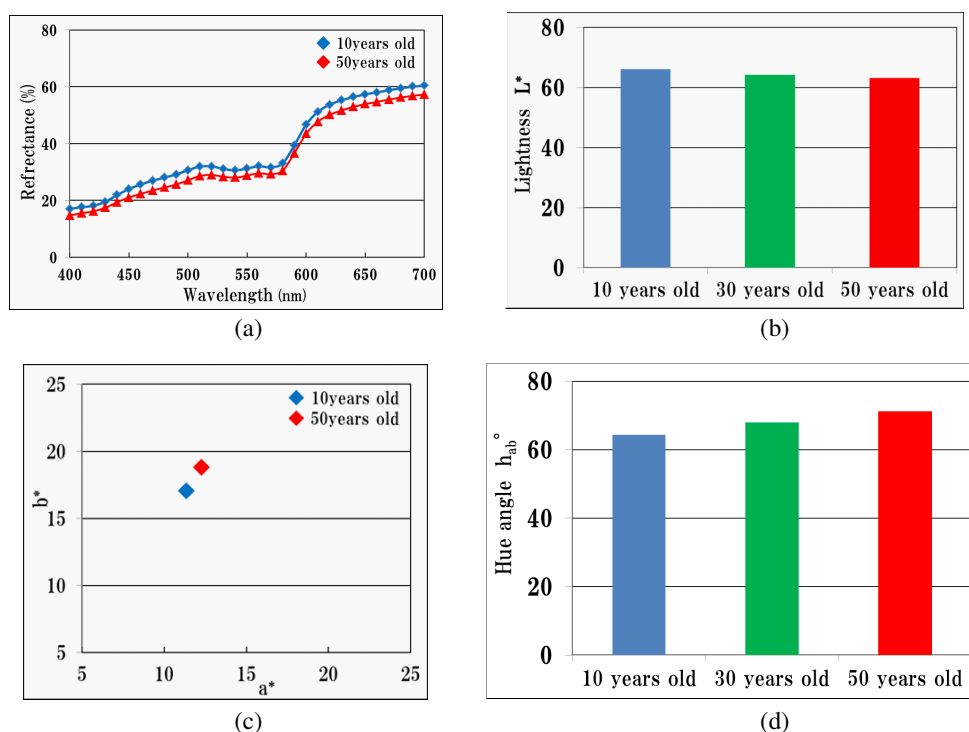 80
60
40
20
0
Refrectance (%)
10years old
50years old
400 450 500 550 600 650 700
Wavelength (nm)
(a)
80
60
40
20
0
Lightness L*
10 years old 30 years old 50 years old
(b)
25
20
15
10
5
b*
10years old
50years old
5 10 15 20 25
a*
(c)
80
60
40
20
0
Hue angle hab°
10 years old 30 years old 50 years old
(d)